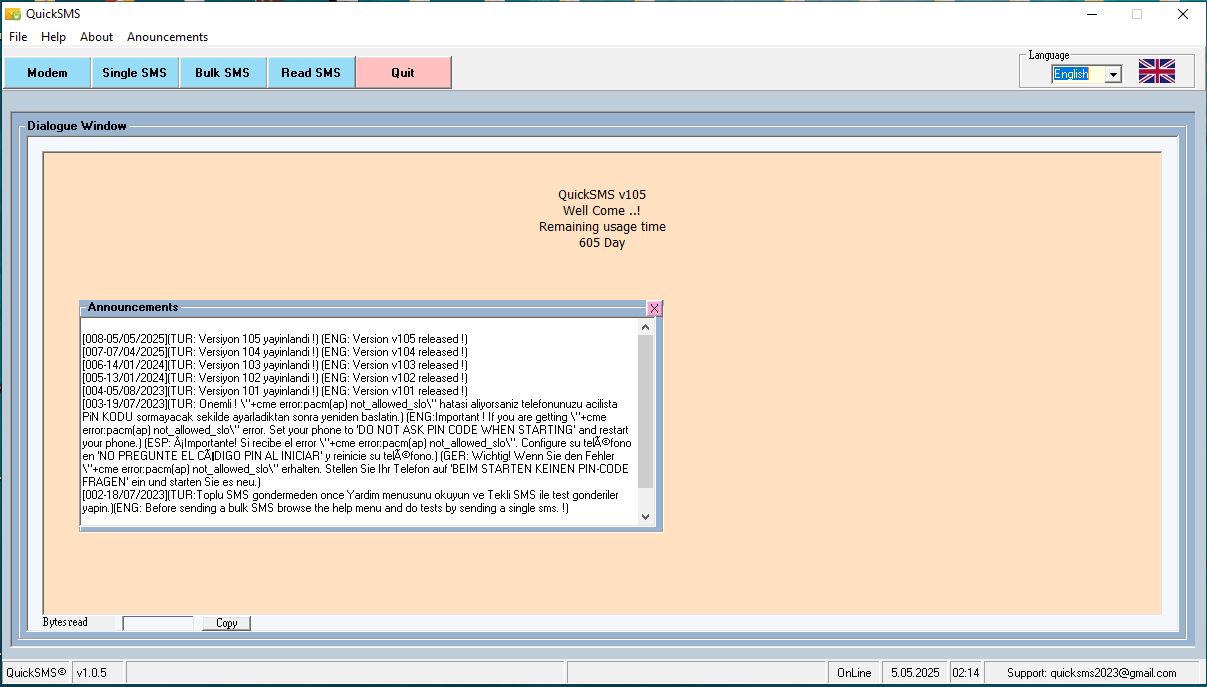 QuickSMS
File Help About Anouncements
Modem Single SMS Bulk SMS Read SMS Quit
Language
English
Dialogue Window
QuickSMS v105
Well Come ..!
Remaining usage time
605 Day
Announcements
X
[008-05/05/2025](TUR: Versiyon 105 yayinlandi !) (ENG: Version v105 released !)
[007-07/04/2025](TUR: Versiyon 104 yayinlandi !) (ENG: Version v104 released !)
[006-14/01/2024](TUR: Versiyon 103 yayinlandi !) (ENG: Version v103 released !)
[005-13/01/2024](TUR: Versiyon 102 yayinlandi !) (ENG: Version v102 released !)
[004-05/08/2023](TUR: Versiyon 101 yayinlandi !) (ENG: Version v101 released !)
[003-19/07/2023](TUR: Onemli ! \''+cme error:pacm(ap) not_allowed_slo\'' hatasi aliyorsaniz telefonunuzu acilista
PiN KODU sormayacak sekilde ayarladiktan sonra yeniden baslatin.) (ENG:Important ! If you are getting \''+cme
error:pacm(ap) not_allowed_slo\'' error. Set your phone to 'DO NOT ASK PIN CODE WHEN STARTING' and restart
your phone.) (ESP: Â¡Importante! Si recibe el error \''+cme error:pacm(ap) not_allowed_slo\''. Configure su telÃ©fono
en 'NO PREGUNTE EL CÃDIGO PIN AL INICIAR' y reinicie su telÃ©fono.) (GER: Wichtig! Wenn Sie den Fehler
\''+cme error:pacm(ap) not_allowed_slo\'' erhalten. Stellen Sie Ihr Telefon auf 'BEIM STARTEN KEINEN PIN-CODE
FRAGEN' ein und starten Sie es neu.)
[002-18/07/2023](TUR:Toplu SMS gondermeden once Yardim menusunu okuyun ve Tekli SMS ile test gonderiler
yapin.)(ENG: Before sending a bulk SMS browse the help menu and do tests by sending a single sms. !)
Bytes read Copy
QuickSMS© v1.0.5 OnLine 5.05.2025 02:14 Support: quicksms2023@gmail.com